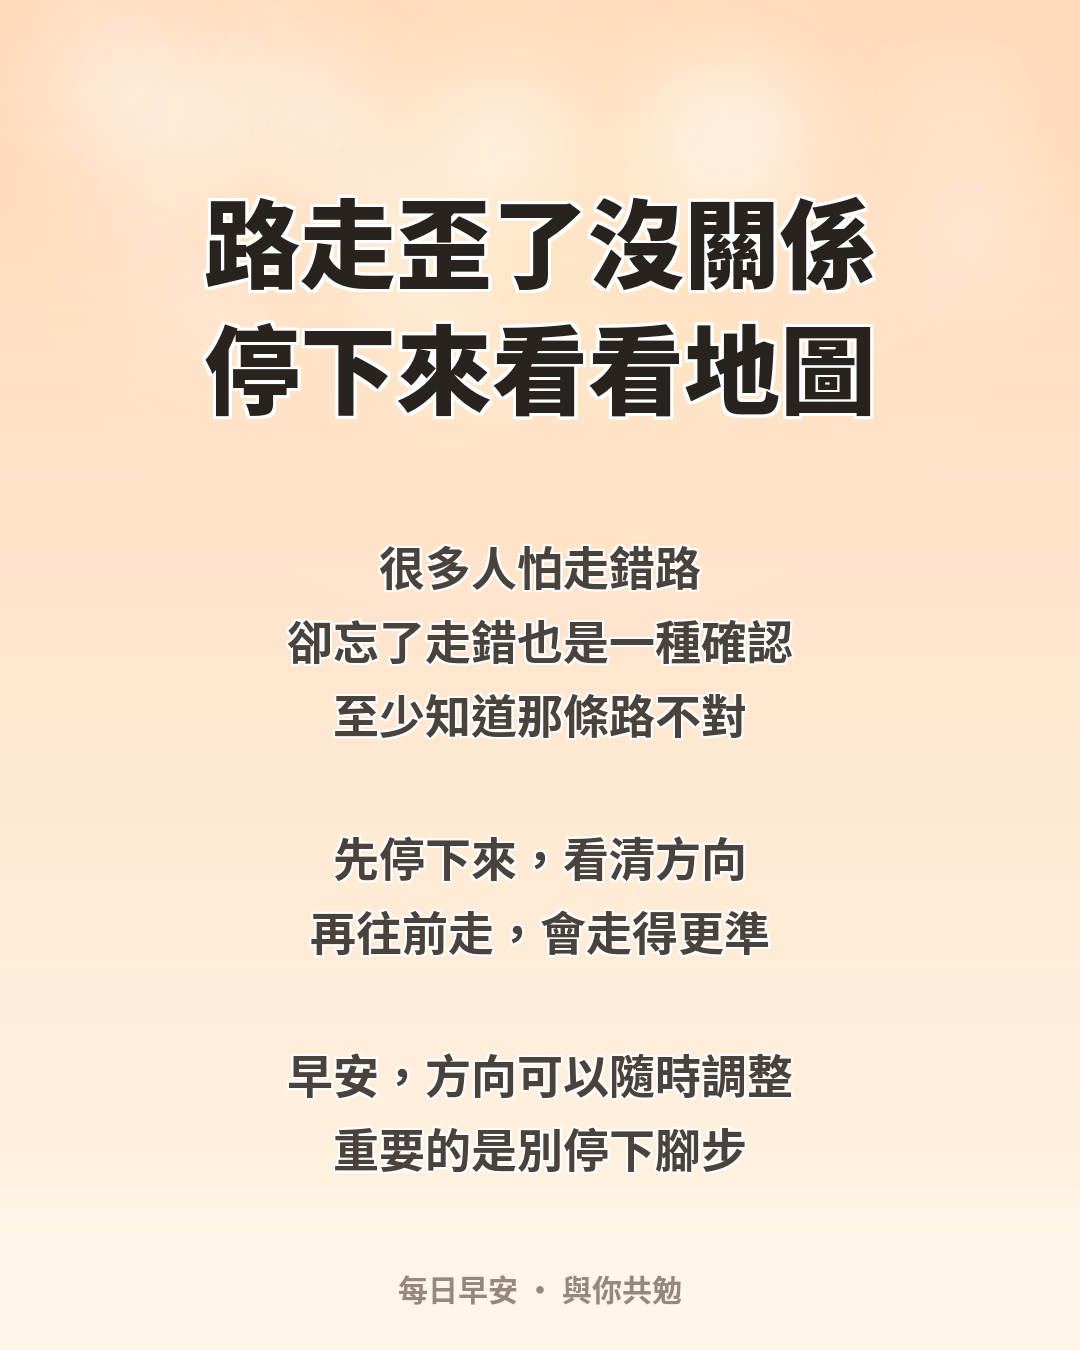 路走歪了沒關係
停下來看看地圖
很多人怕走錯路
卻忘了走錯也是一種確認
至少知道那條路不對
先停下來，看清方向
再往前走，會走得更準
早安，方向可以隨時調整
重要的是別停下腳步
每日早安 · 與你共勉